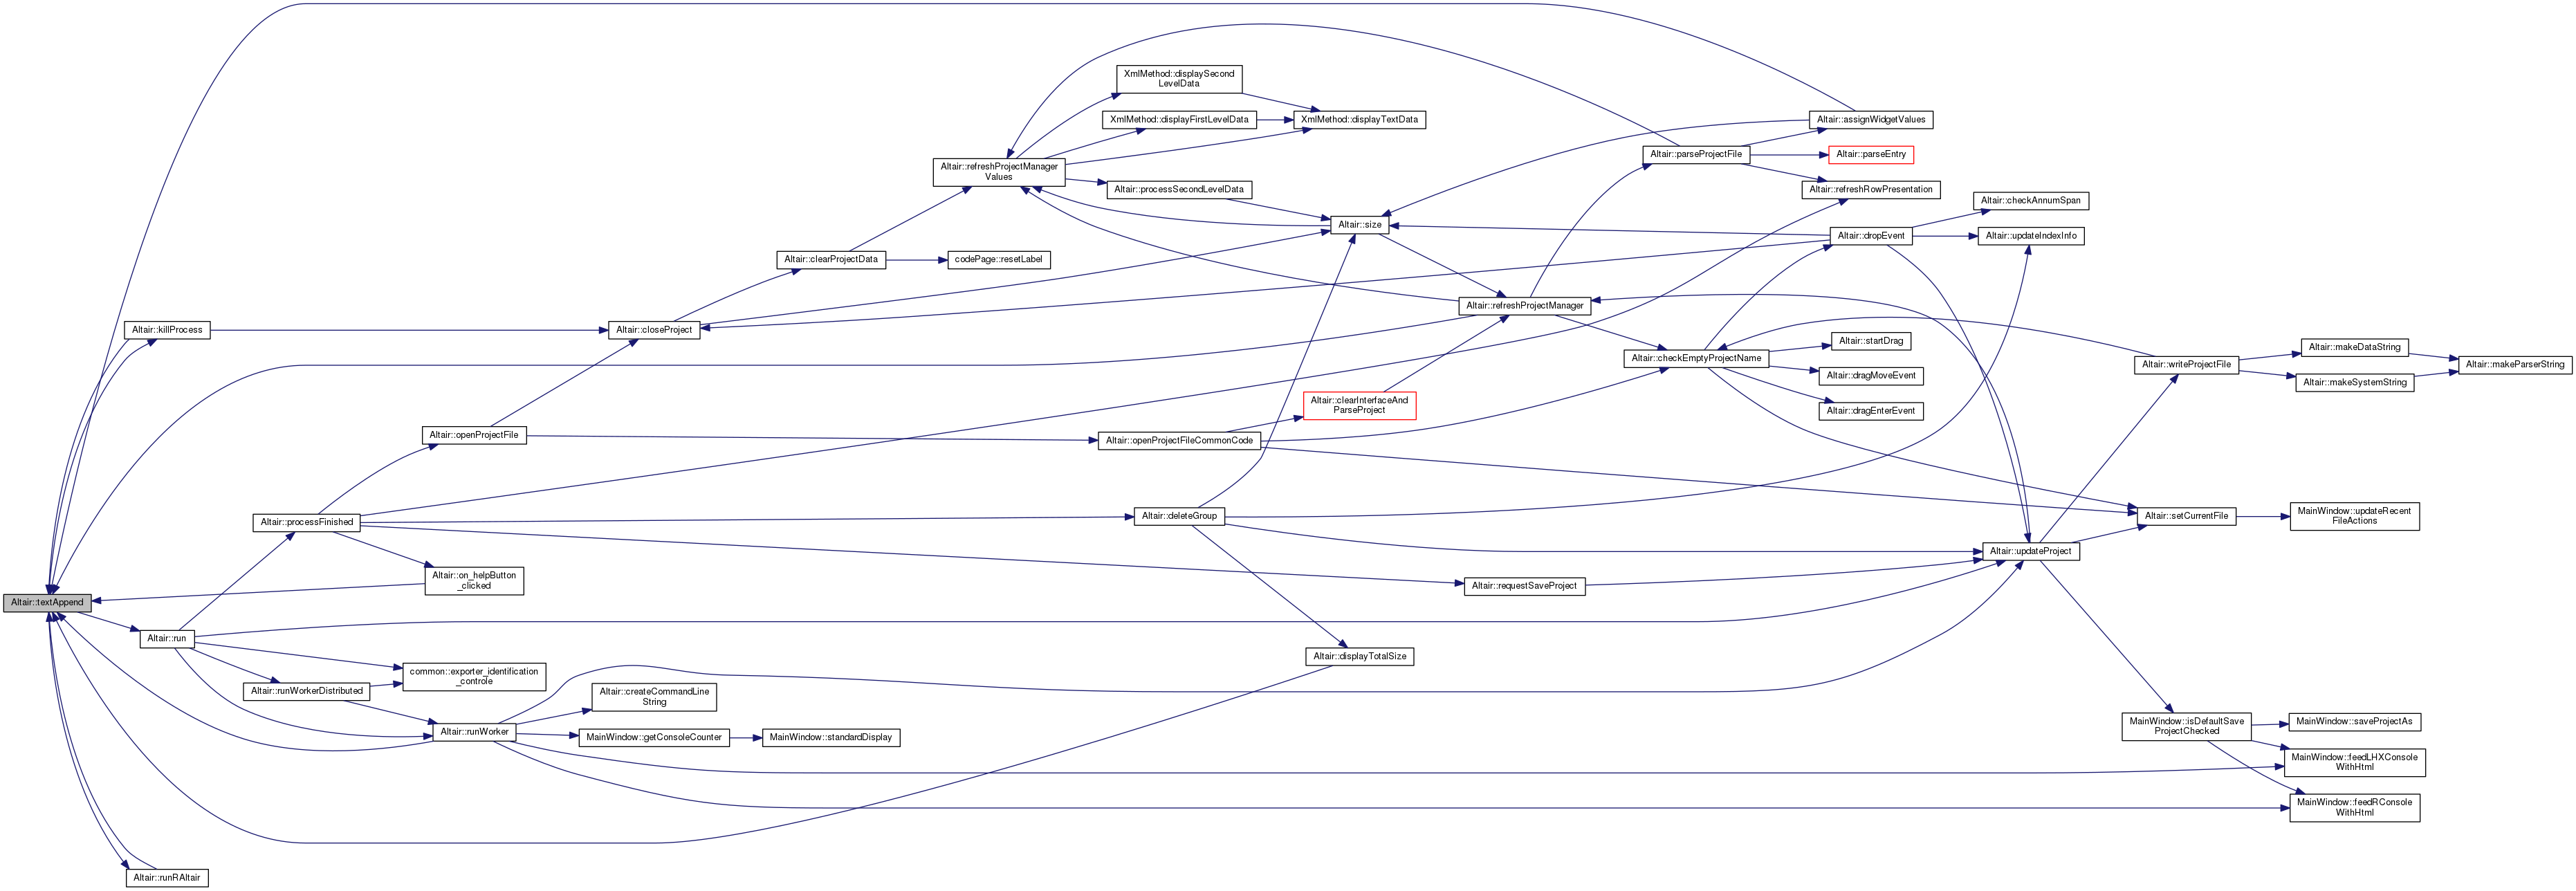 XmlMethod::displaySecond
LevelData
XmlMethod::displayFirstLevelData
XmlMethod::displayTextData
Altair::assignWidgetValues
Altair::parseProjectFile
Altair::parseEntry
Altair::refreshProjectManager
Values
Altair::processSecondLevelData
Altair::refreshRowPresentation
Altair::checkAnnumSpan
Altair::size
Altair::dropEvent
Altair::updateIndexInfo
Altair::clearProjectData
codePage::resetLabel
Altair::refreshProjectManager
Altair::killProcess
Altair::closeProject
Altair::startDrag
Altair::makeDataString
Altair::checkEmptyProjectName
Altair::writeProjectFile
Altair::makeParserString
Altair::dragMoveEvent
Altair::makeSystemString
Altair::clearInterfaceAnd
ParseProject
Altair::dragEnterEvent
Altair::openProjectFile
Altair::openProjectFileCommonCode
Altair::processFinished
Altair::deleteGroup
Altair::setCurrentFile
MainWindow::updateRecent
FileActions
Altair::updateProject
Altair::on_helpButton
_clicked
Altair::requestSaveProject
Altair::textAppend
Altair::run
Altair::displayTotalSize
common::exporter_identification
_controle
Altair::runWorkerDistributed
Altair::createCommandLine
String
MainWindow::isDefaultSave
ProjectChecked
MainWindow::saveProjectAs
Altair::runWorker
MainWindow::getConsoleCounter
MainWindow::standardDisplay
MainWindow::feedLHXConsole
WithHtml
MainWindow::feedRConsole
WithHtml
Altair::runRAltair